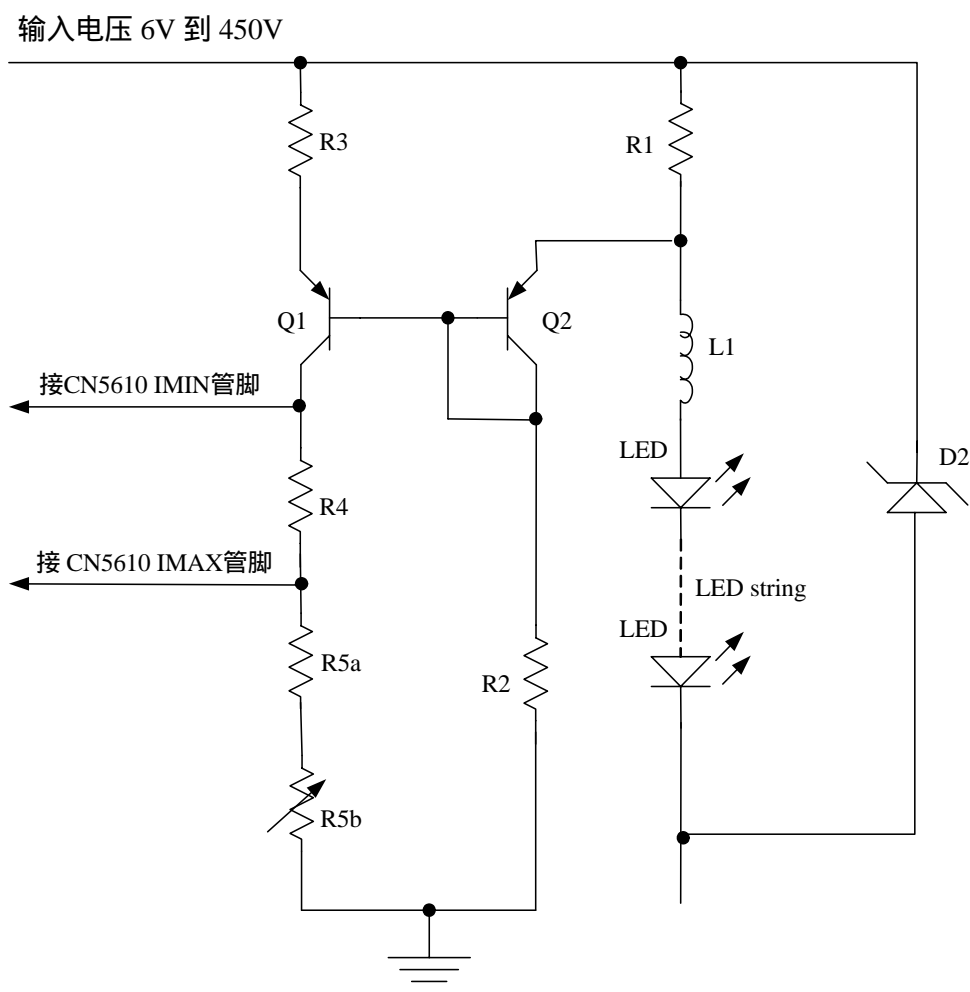 输入电压 6V 到 450V
R3
R1
Q1
Q2
L1
接CN5610 IMIN管脚
LED
D2
R4
接 CN5610 IMAX管脚
LED string
LED
R5a
R2
R5b